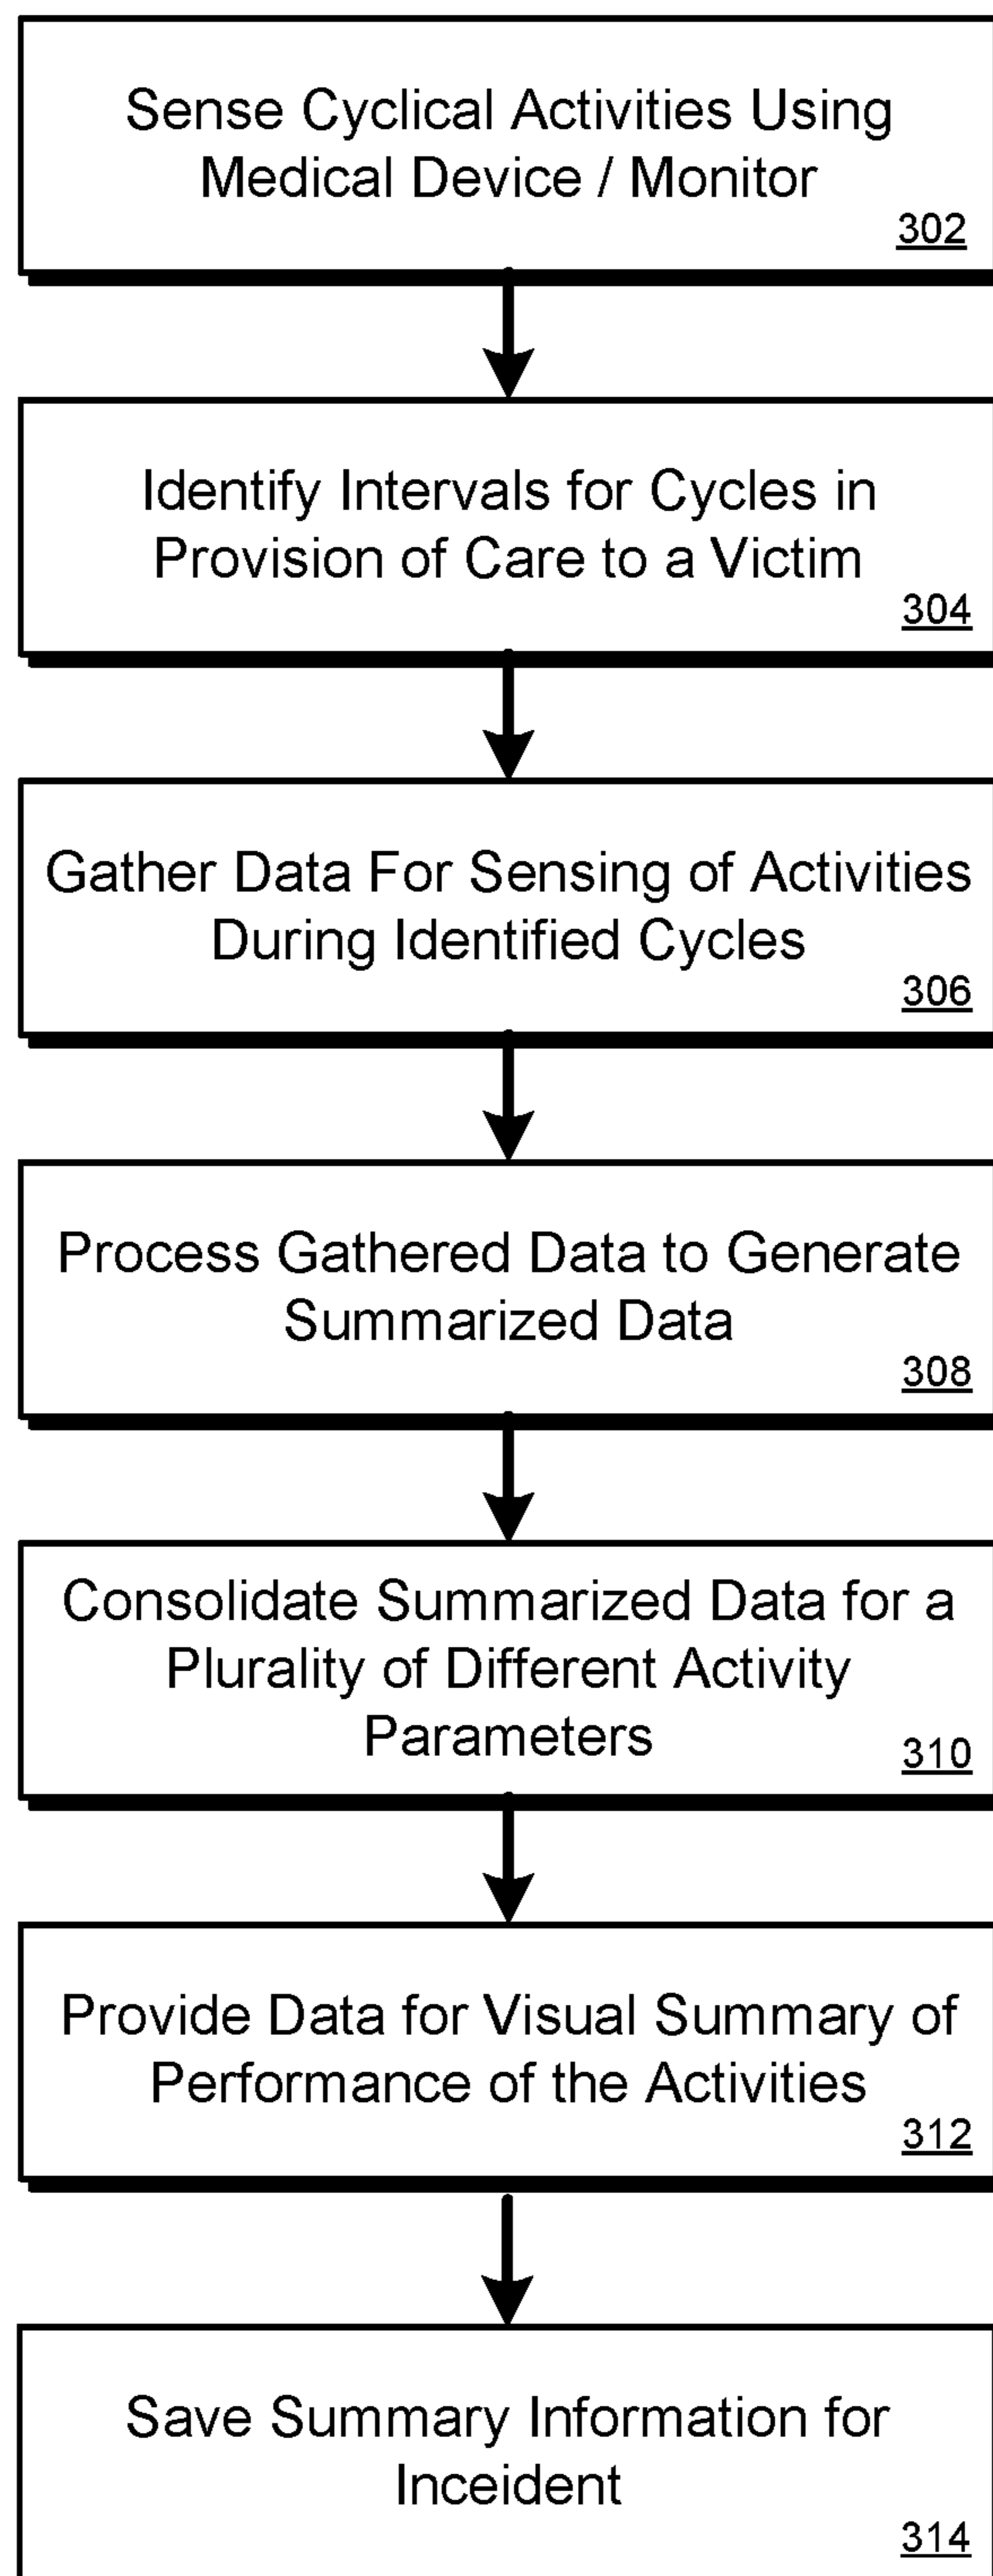 Sense Cyclical Activities Using
Medical Device / Monitor
302
Identify Intervals for Cycles in
Provision of Care to a Victim
304
Gather Data For Sensing of Activities
During Identified Cycles
306
Process Gathered Data to Generate
Summarized Data
308
Consolidate Summarized Data for a
Plurality of Different Activity
Parameters
310
Provide Data for Visual Summary of
Performance of the Activities
312
Save Summary Information for
Inceident
314